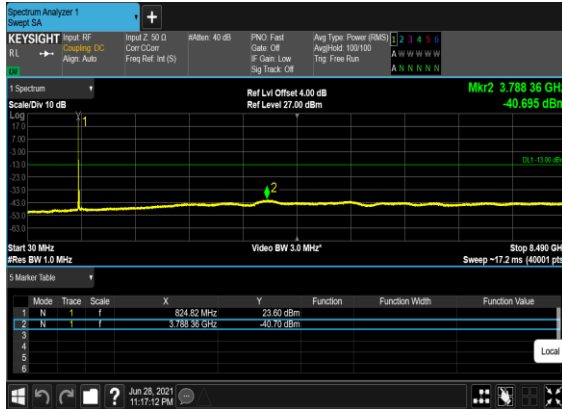 Spectrum Analyzer 1
Swept SA
+
KEYSIGHT Input: RF Input Z: 50 Ω #Atten: 40 dB PNO: Fast Avg Type: Power (RMS) 1 2 3 4 5 6
RL Coupling: DC Corr CCorr Gate: Off Avg|Hold: 100/100 A W W W W W
Align: Auto Freq Ref: Int (S) IF Gain: Low Trig: Free Run
LU Sig Track: Off A N N N N N
1 Spectrum Ref Lvl Offset 4.00 dB Mkr2 3.788 36 GHz
Scale/Div 10 dB Ref Level 27.00 dBm -40.695 dBm
Log
17.0 1
7.00
-3.00
-13.0 DL1 -13.00 dBm
-23.0
-33.0 2
-43.0
-53.0
-63.0
Start 30 MHz Video BW 3.0 MHz* Stop 8.490 GHz
#Res BW 1.0 MHz Sweep ~17.2 ms (40001 pts)
5 Marker Table
Mode Trace Scale X Y Function Function Width Function Value
1 N 1 f 824.82 MHz 23.60 dBm
2 N 1 f 3.788 36 GHz -40.70 dBm
3
4
5
6
Local
? Jun 28, 2021
11:17:12 PM